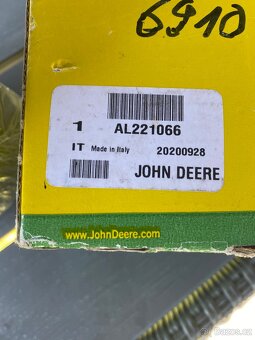 6910
1 AL221066
IT Made in Italy 20200928
JOHN DEERE
www.JohnDeere.com